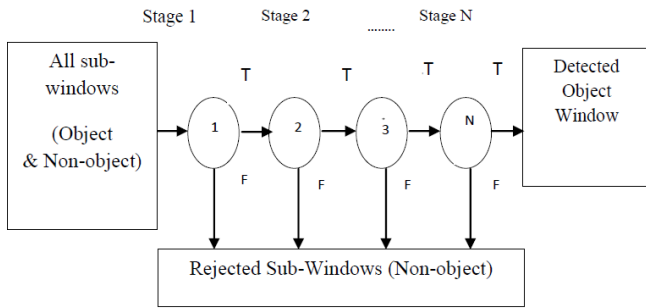 Stage 1
Stage 2
........
Stage N
All sub-
windows
(Object
& Non-object)
T
T
T
T
Detected
Object
Window
1
2
3
N
F
F
F
F
Rejected Sub-Windows (Non-object)